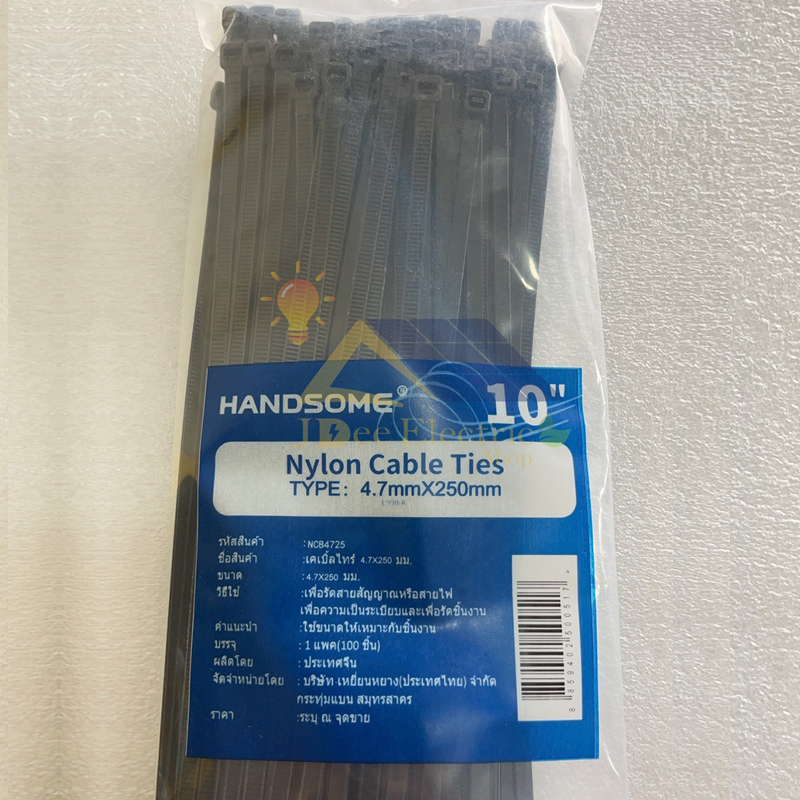 HANDSOME® 10"
IDee Electric
Shop
Nylon Cable Ties
TYPE: 4.7mmX250mm
รหัสสินค้า :NCB4725
ชื่อสินค้า :เคเบิ้ลไทร์ 4.7X250 มม.
ขนาด :4.7X250 มม.
วิธีใช้ :เพื่อรัดสายสัญญาณหรือสายไฟ
เพื่อความเป็นระเบียบและเพื่อรัดชิ้นงาน
คำแนะนำ :ใช้ขนาดให้เหมาะกับชิ้นงาน
บรรจุ : 1 แพค(100 ชิ้น)
ผลิตโดย : ประเทศจีน
จัดจำหน่ายโดย : บริษัท เหยี่ยนหยาง(ประเทศไทย) จำกัด
กระทุ่มแบน สมุทรสาคร
ราคา :ระบุ ณ จุดขาย
8 859402 500517 >